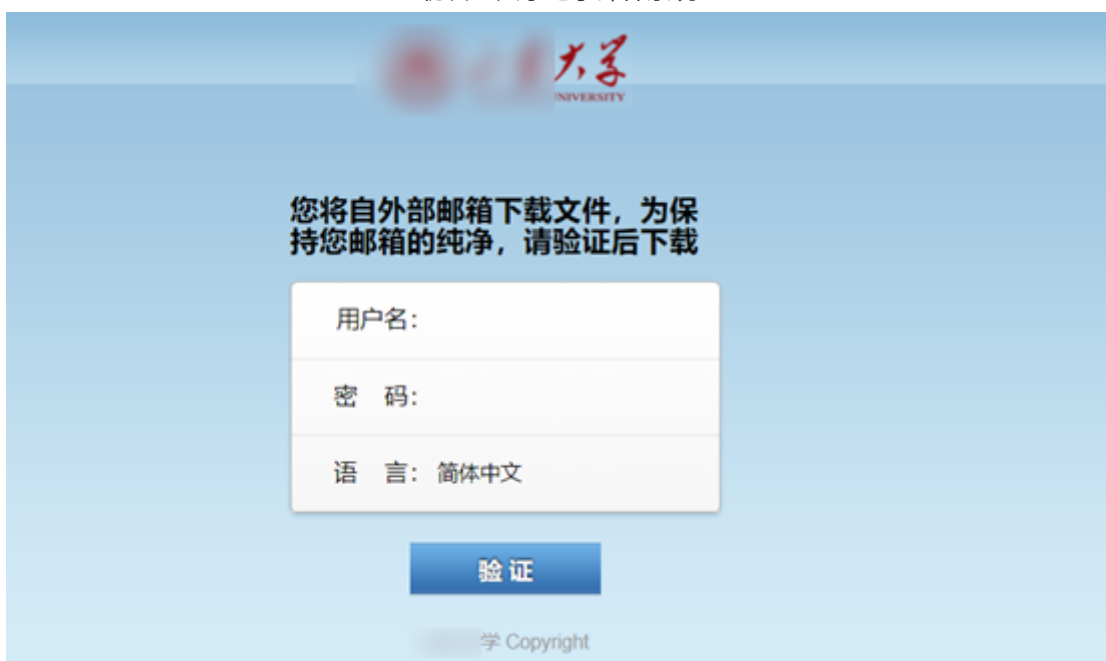 大学
NIVERSITY
您将自外部邮箱下载文件，为保
持您邮箱的纯净，请验证后下载
用户名：
密 码：
语 言：简体中文
验证
学 Copyright